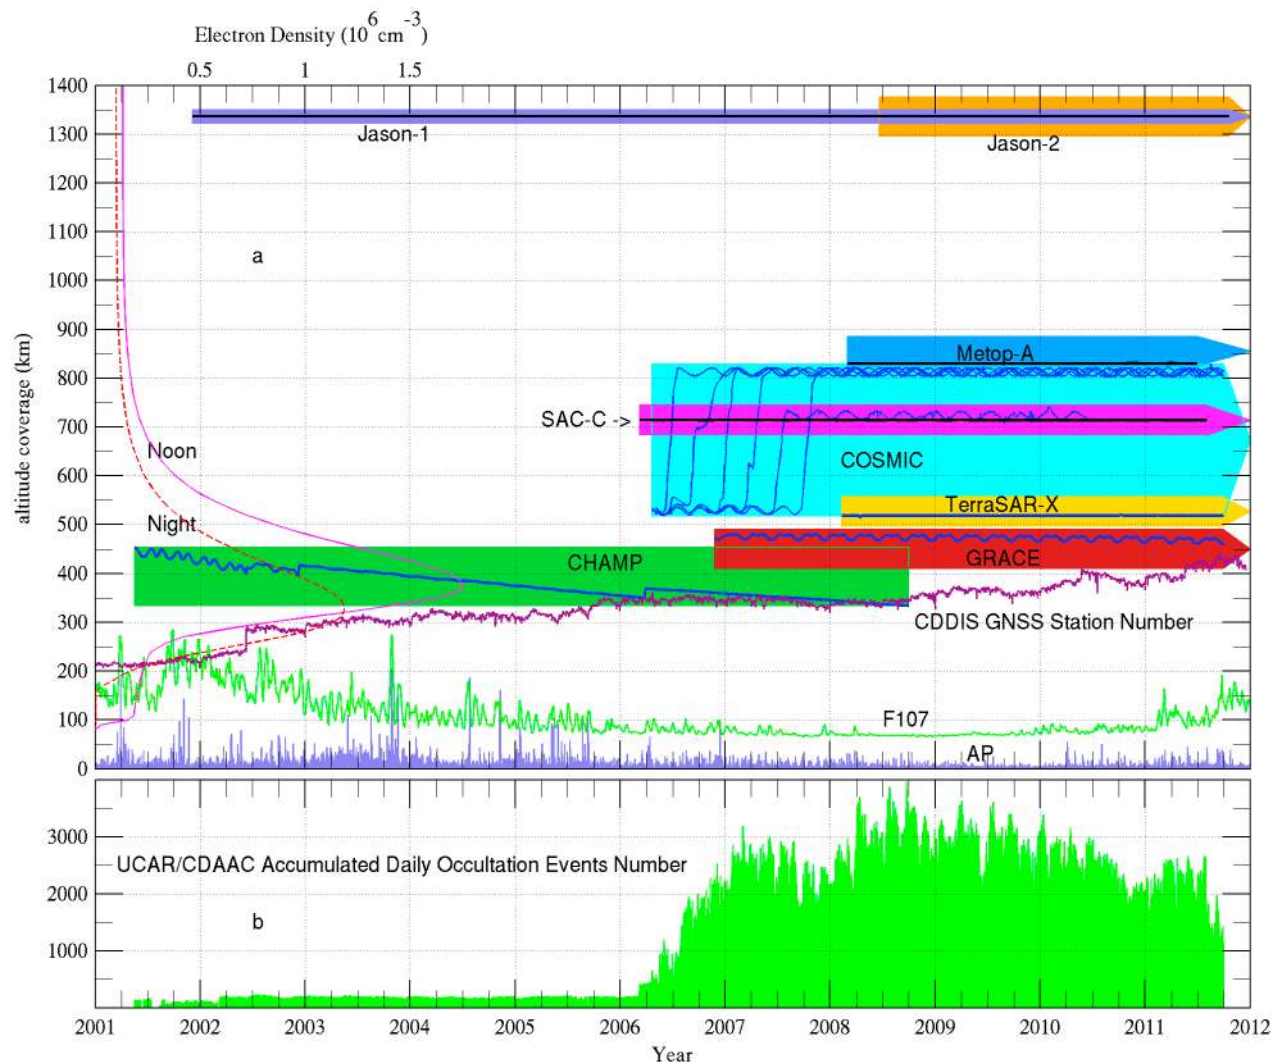 Electron Density (10^6 cm^-3)
0.5 1 1.5
1400
1300
1200
1100
1000
900
800
700
600
500
400
300
200
100
0
altitude coverage (km)
Jason-1
Jason-2
a
Metop-A
SAC-C ->
Noon
COSMIC
TerraSAR-X
Night
CHAMP
GRACE
CDDIS GNSS Station Number
F107
AP
3000
2000
1000
UCAR/CDAAC Accumulated Daily Occultation Events Number
b
2001 2002 2003 2004 2005 2006 2007 2008 2009 2010 2011 2012
Year